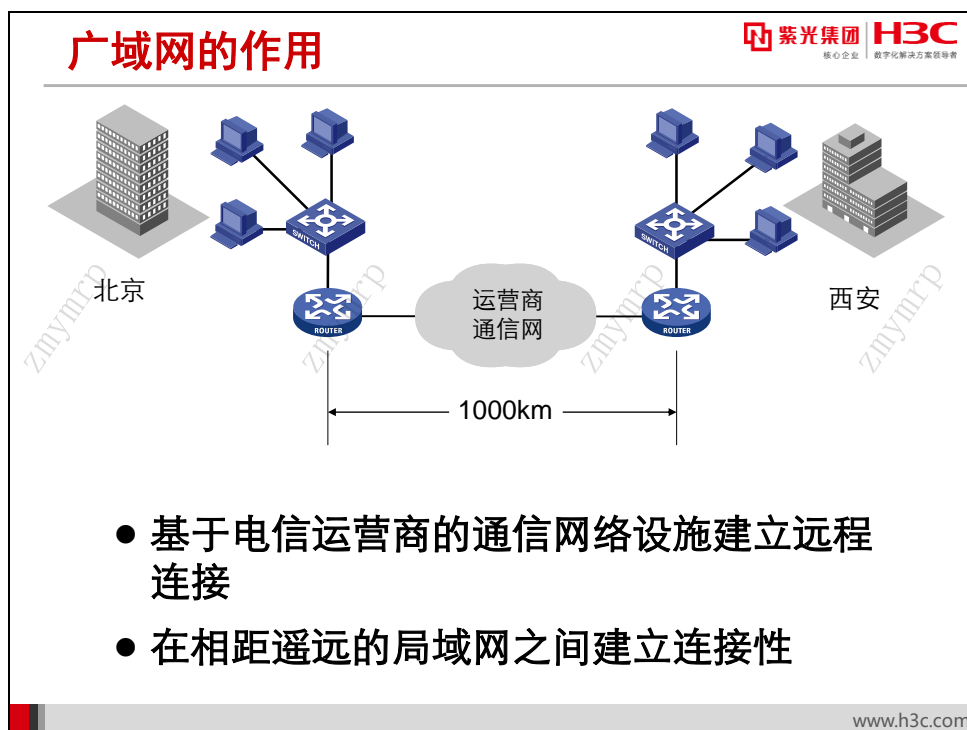 广域网的作用
紫光集团 H3C
核心企业 数字化解决方案领导者
SWITCH
SWITCH
北京
运营商
通信网
西安
ROUTER
ROUTER
zmymrp
zmymrp
zmymrp
zmymrp
1000km
● 基于电信运营商的通信网络设施建立远程
连接
● 在相距遥远的局域网之间建立连接性
www.h3c.com